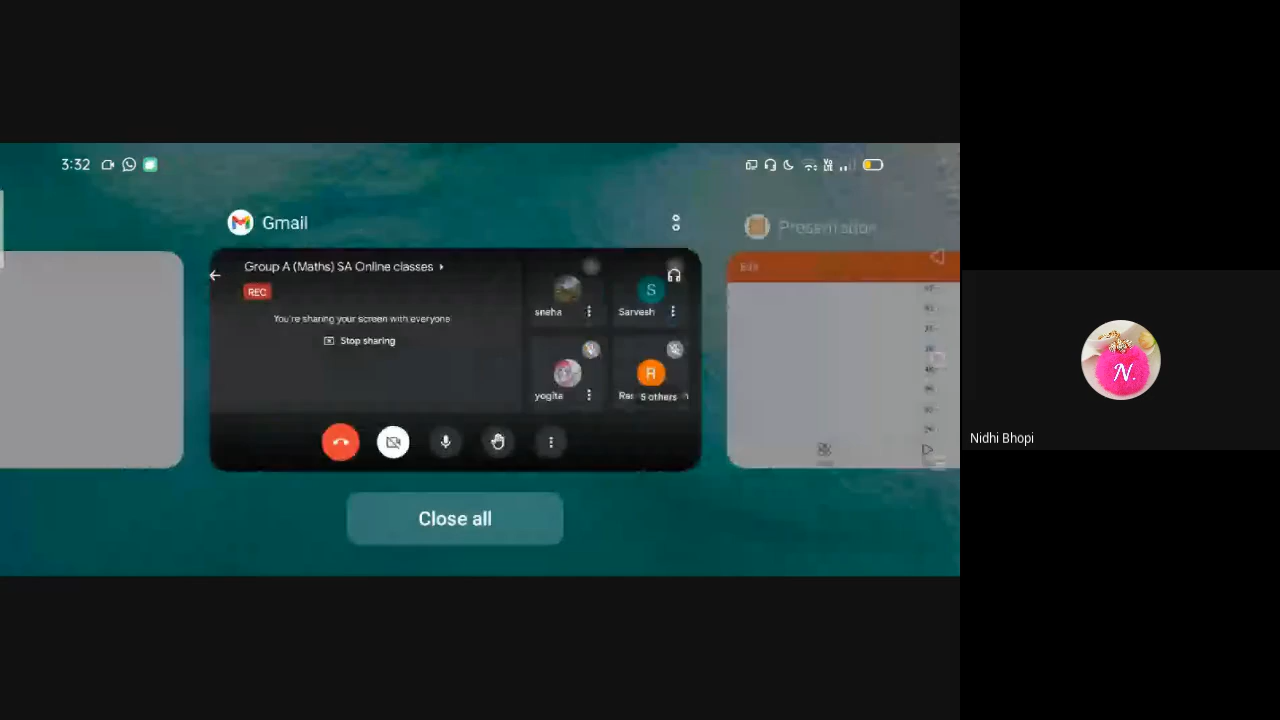 3:32
Gmail
Presentation
Group A (Maths) SA Online classes
REC
You're sharing your screen with everyone
Stop sharing
sneha
S
Sarvesh
yogita
R
5 others
Edit
Close all
N.
Nidhi Bhopi